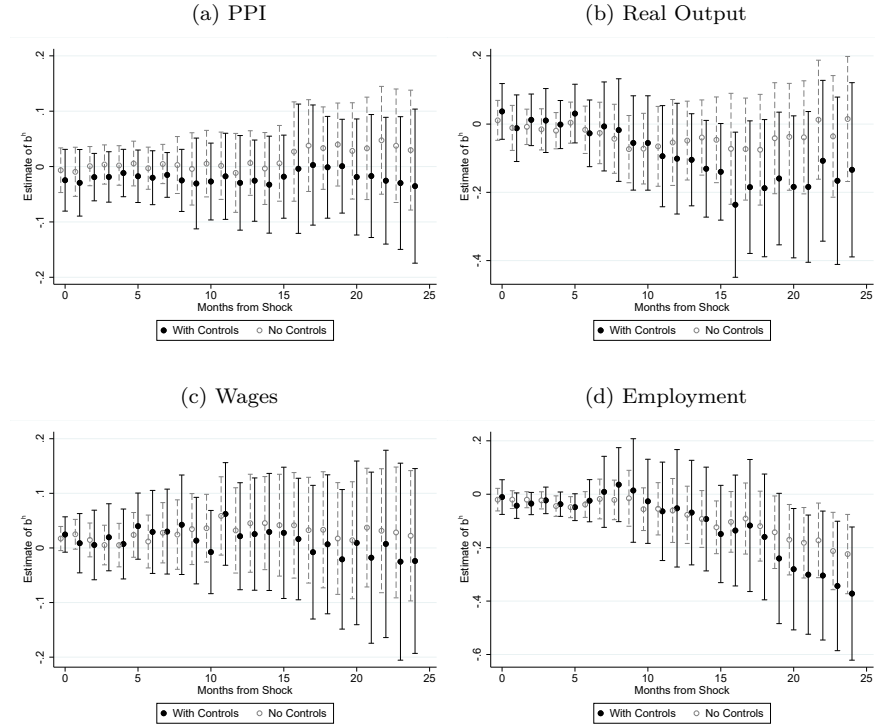 (a) PPI
(b) Real Output
.2
.1
0
-.1
-.2
Estimate of bʰ
0 5 10 15 20 25
Months from Shock
With Controls No Controls
.2
0
-.2
-.4
Estimate of bʰ
0 5 10 15 20 25
Months from Shock
With Controls No Controls
(c) Wages
(d) Employment
.2
.1
0
-.1
-.2
Estimate of bʰ
0 5 10 15 20 25
Months from Shock
With Controls No Controls
.2
0
-.2
-.4
-.6
Estimate of bʰ
0 5 10 15 20 25
Months from Shock
With Controls No Controls